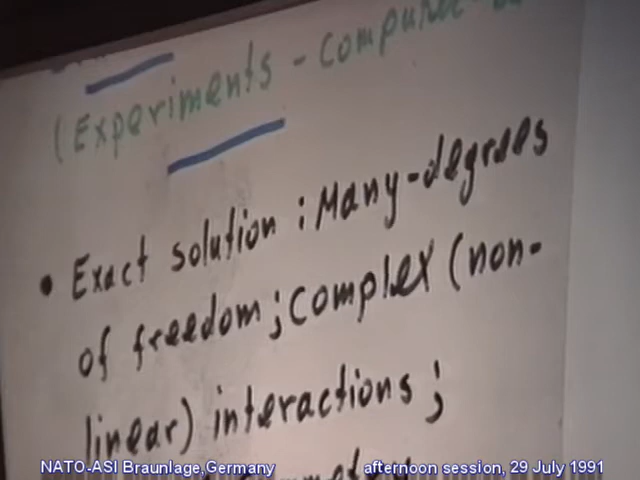 (Experiments - computer
• Exact solution : Many-degrees
of freedom ; complex (non-
linear) interactions ;
NATO-ASI Braunlage,Germany afternoon session, 29 July 1991